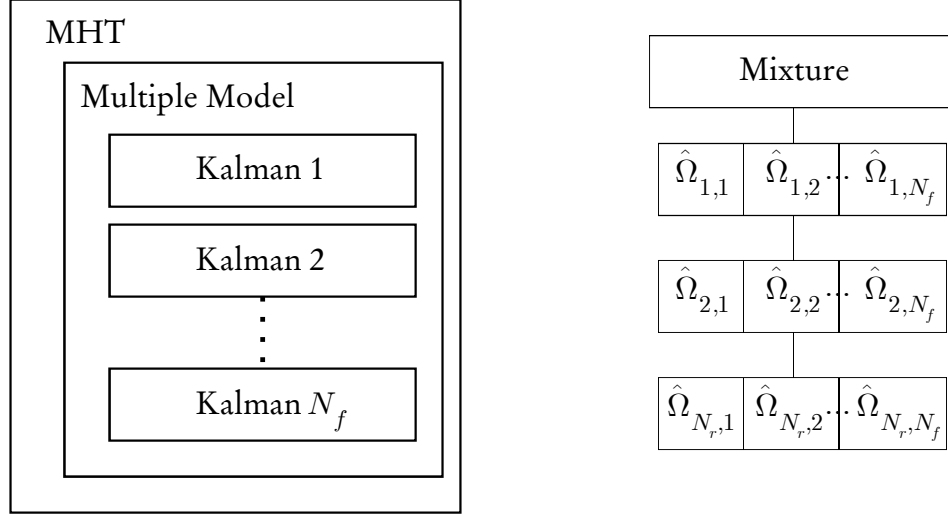 MHT
Multiple Model
Kalman 1
Kalman 2
Kalman N_f
Mixture
Ω̂_{1,1} Ω̂_{1,2} ... Ω̂_{1,N_f}
Ω̂_{2,1} Ω̂_{2,2} ... Ω̂_{2,N_f}
Ω̂_{N_r,1} Ω̂_{N_r,2} ... Ω̂_{N_r,N_f}